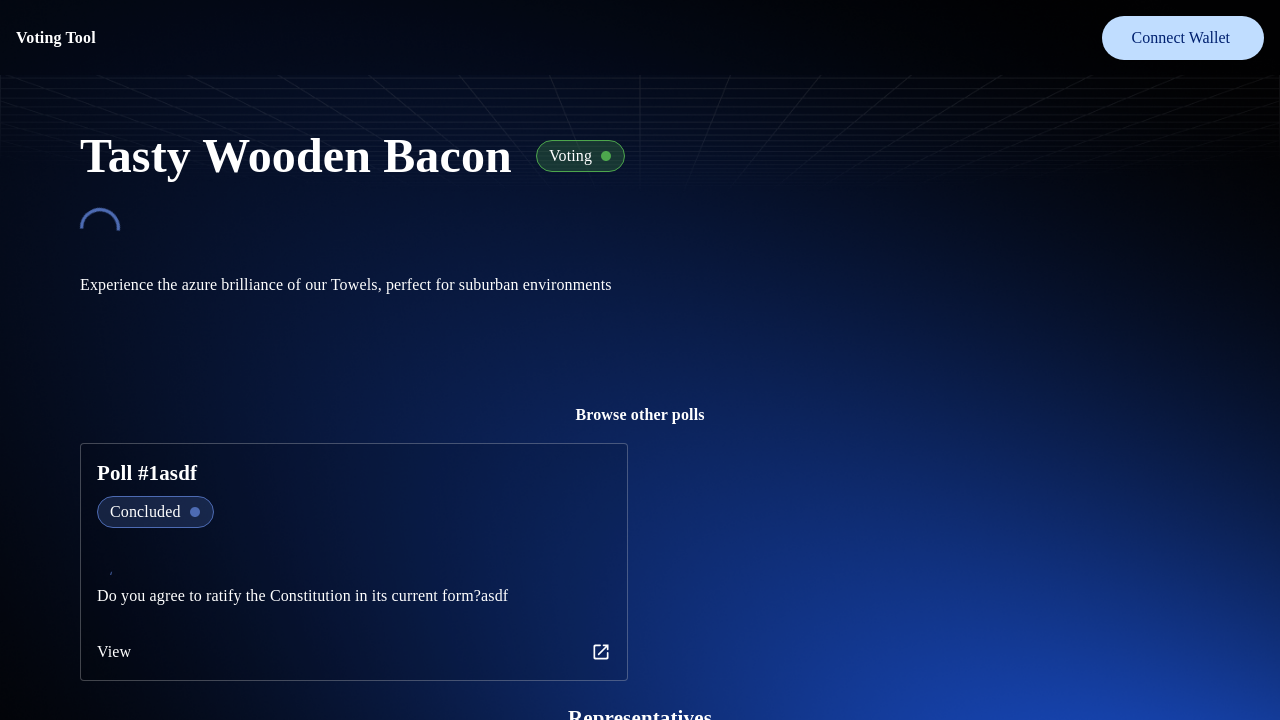 Voting Tool
Connect Wallet
Tasty Wooden Bacon
Voting
Experience the azure brilliance of our Towels, perfect for suburban environments
Browse other polls
Poll #1asdf
Concluded
Do you agree to ratify the Constitution in its current form?asdf
View
Representatives